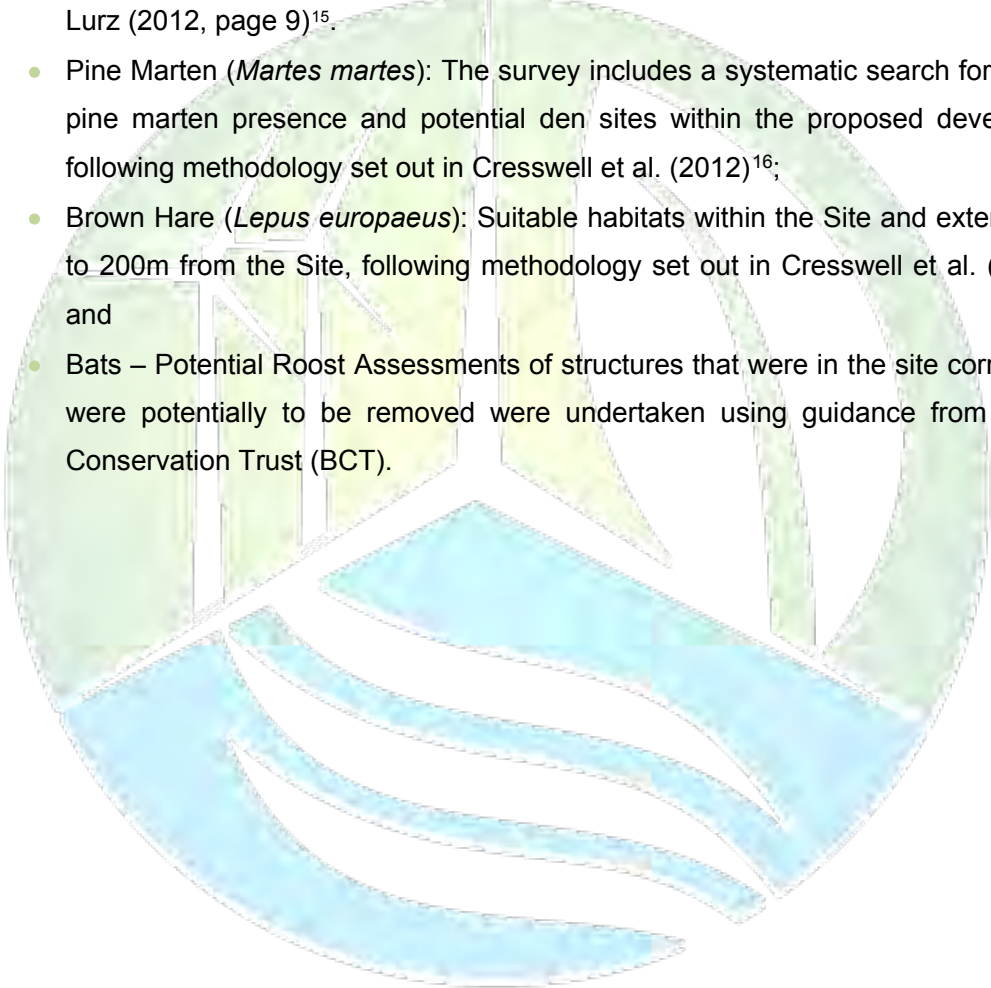 Lurz (2012, page 9)¹⁵.
Pine Marten (Martes martes): The survey includes a systematic search for
pine marten presence and potential den sites within the proposed
following methodology set out in Cresswell et al. (2012)¹⁶;
Brown Hare (Lepus europaeus): Suitable habitats within the Site and
to 200m from the Site, following methodology set out in Cresswell et al. (
and
Bats – Potential Roost Assessments of structures that were in the site
were potentially to be removed were undertaken using guidance from
Conservation Trust (BCT).